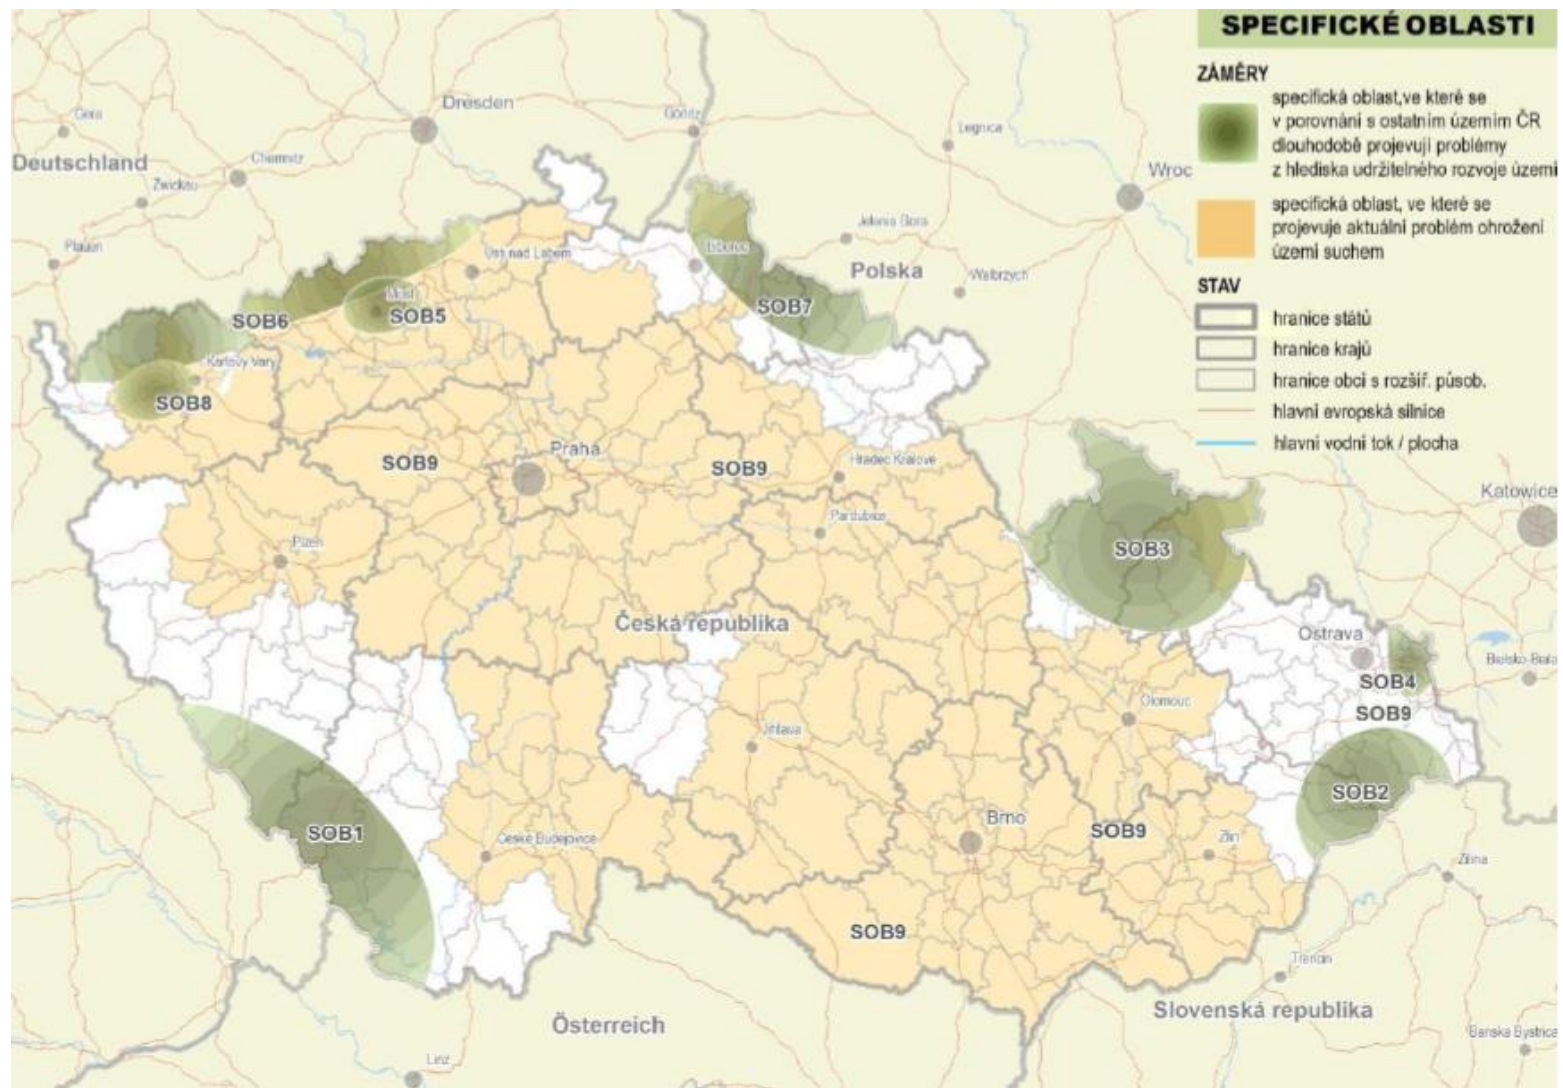 SPECIFICKÉ OBLASTI
ZÁMĚRY
specifická oblast,ve které se
v porovnání s ostatním územím ČR
dlouhodobě projevují problémy
z hlediska udržitelného rozvoje území
specifická oblast, ve které se
projevuje aktuální problém ohrožení
území suchem
STAV
hranice států
hranice krajů
hranice obcí s rozšíř. působ.
hlavní evropská silnice
hlavní vodní tok / plocha
Dresden
Gera
Görlitz
Legnica
Deutschland
Chemnitz
Wroc
Zwickau
Jelenia Gora
Plauen
Liberec
Ústí nad Labem
Polska
Walbrzych
Most
SOB7
SOB5
SOB6
Karlovy Vary
SOB8
Praha
SOB9
SOB9
Hradec Králové
Katowice
Pardubice
Plzeň
SOB3
Česká republika
Ostrava
Bielsko-Biala
SOB4
Olomouc
SOB9
Jihlava
SOB2
Brno
SOB1
SOB9
České Budějovice
Zlín
Žilina
SOB9
Trenčín
Slovenská republika
Österreich
Banská Bystrica
Linz